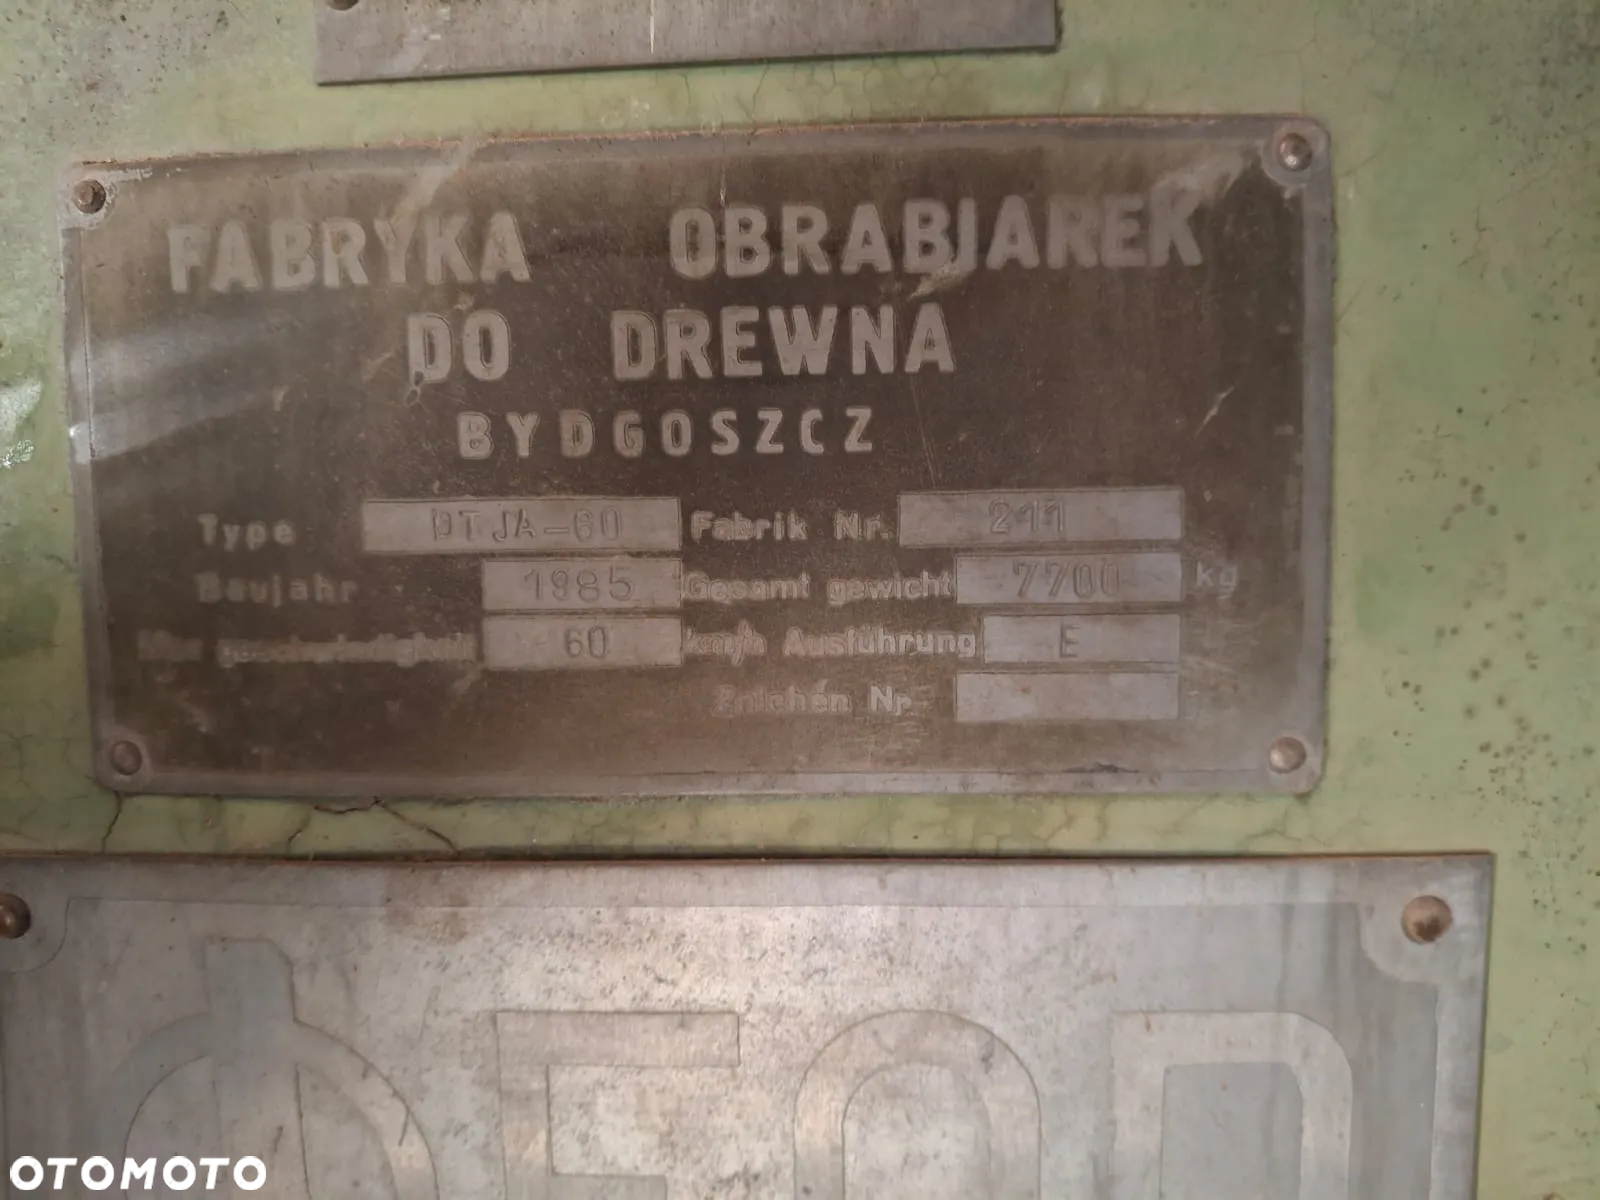 FABRYKA OBRABIAREK
DO DREWNA
BYDGOSZCZ
Type DTJA-60 Fabrik Nr. 211
Baujahr 1985 Gesamt gewicht 7700 kg
60 km/h Ausführung E
Nr
OTOMOTO